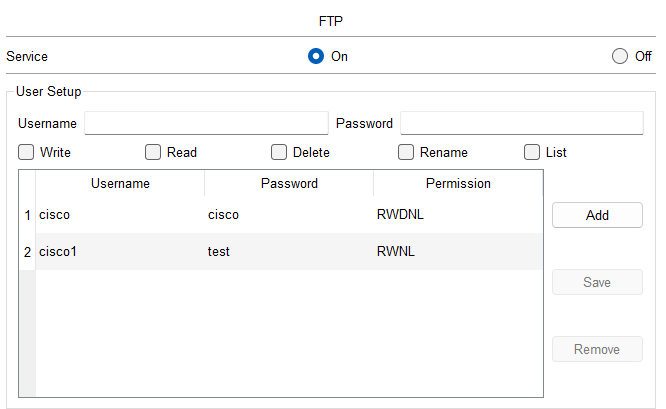 FTP
Service On Off
User Setup
Username Password
Write Read Delete Rename List
Username Password Permission
1 cisco cisco RWDNL
Add
2 cisco1 test RWNL
Save
Remove